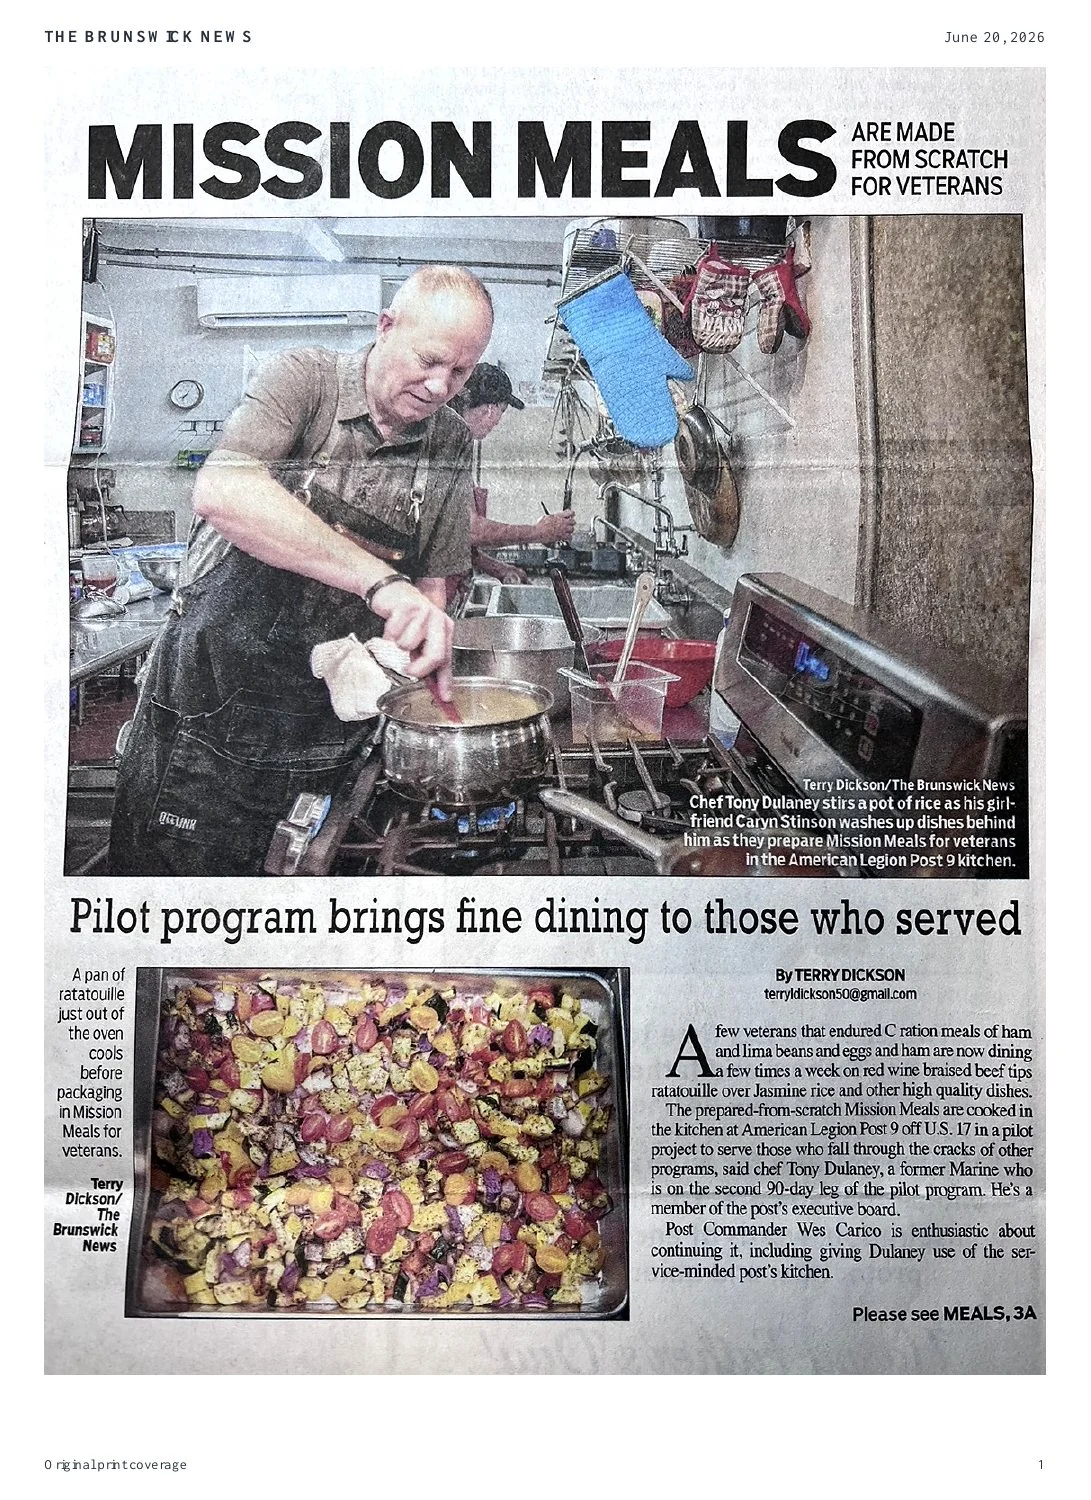 THE BRUNSWICK NEWS
June 20, 2026
MISSION MEALS
ARE MADE
FROM SCRATCH
FOR VETERANS
WARM
Terry Dickson/The Brunswick News
Chef Tony Dulaney stirs a pot of rice as his girl-
friend Caryn Stinson washes up dishes behind
him as they prepare Mission Meals for veterans
in the American Legion Post 9 kitchen.
Pilot program brings fine dining to those who served
A pan of
ratatouille
just out of
the oven
cools
before
packaging
in Mission
Meals for
veterans.
Terry
Dickson/
The
Brunswick
News
By TERRY DICKSON
terryldickson50@gmail.com
A few veterans that endured C ration meals of ham
and lima beans and eggs and ham are now dining
a few times a week on red wine braised beef tips
ratatouille over Jasmine rice and other high quality dishes.
The prepared-from-scratch Mission Meals are cooked in
the kitchen at American Legion Post 9 off U.S. 17 in a pilot
project to serve those who fall through the cracks of other
programs, said chef Tony Dulaney, a former Marine who
is on the second 90-day leg of the pilot program. He's a
member of the post's executive board.
Post Commander Wes Carico is enthusiastic about
continuing it, including giving Dulaney use of the ser-
vice-minded post's kitchen.
Please see MEALS, 3A
Original print coverage
1